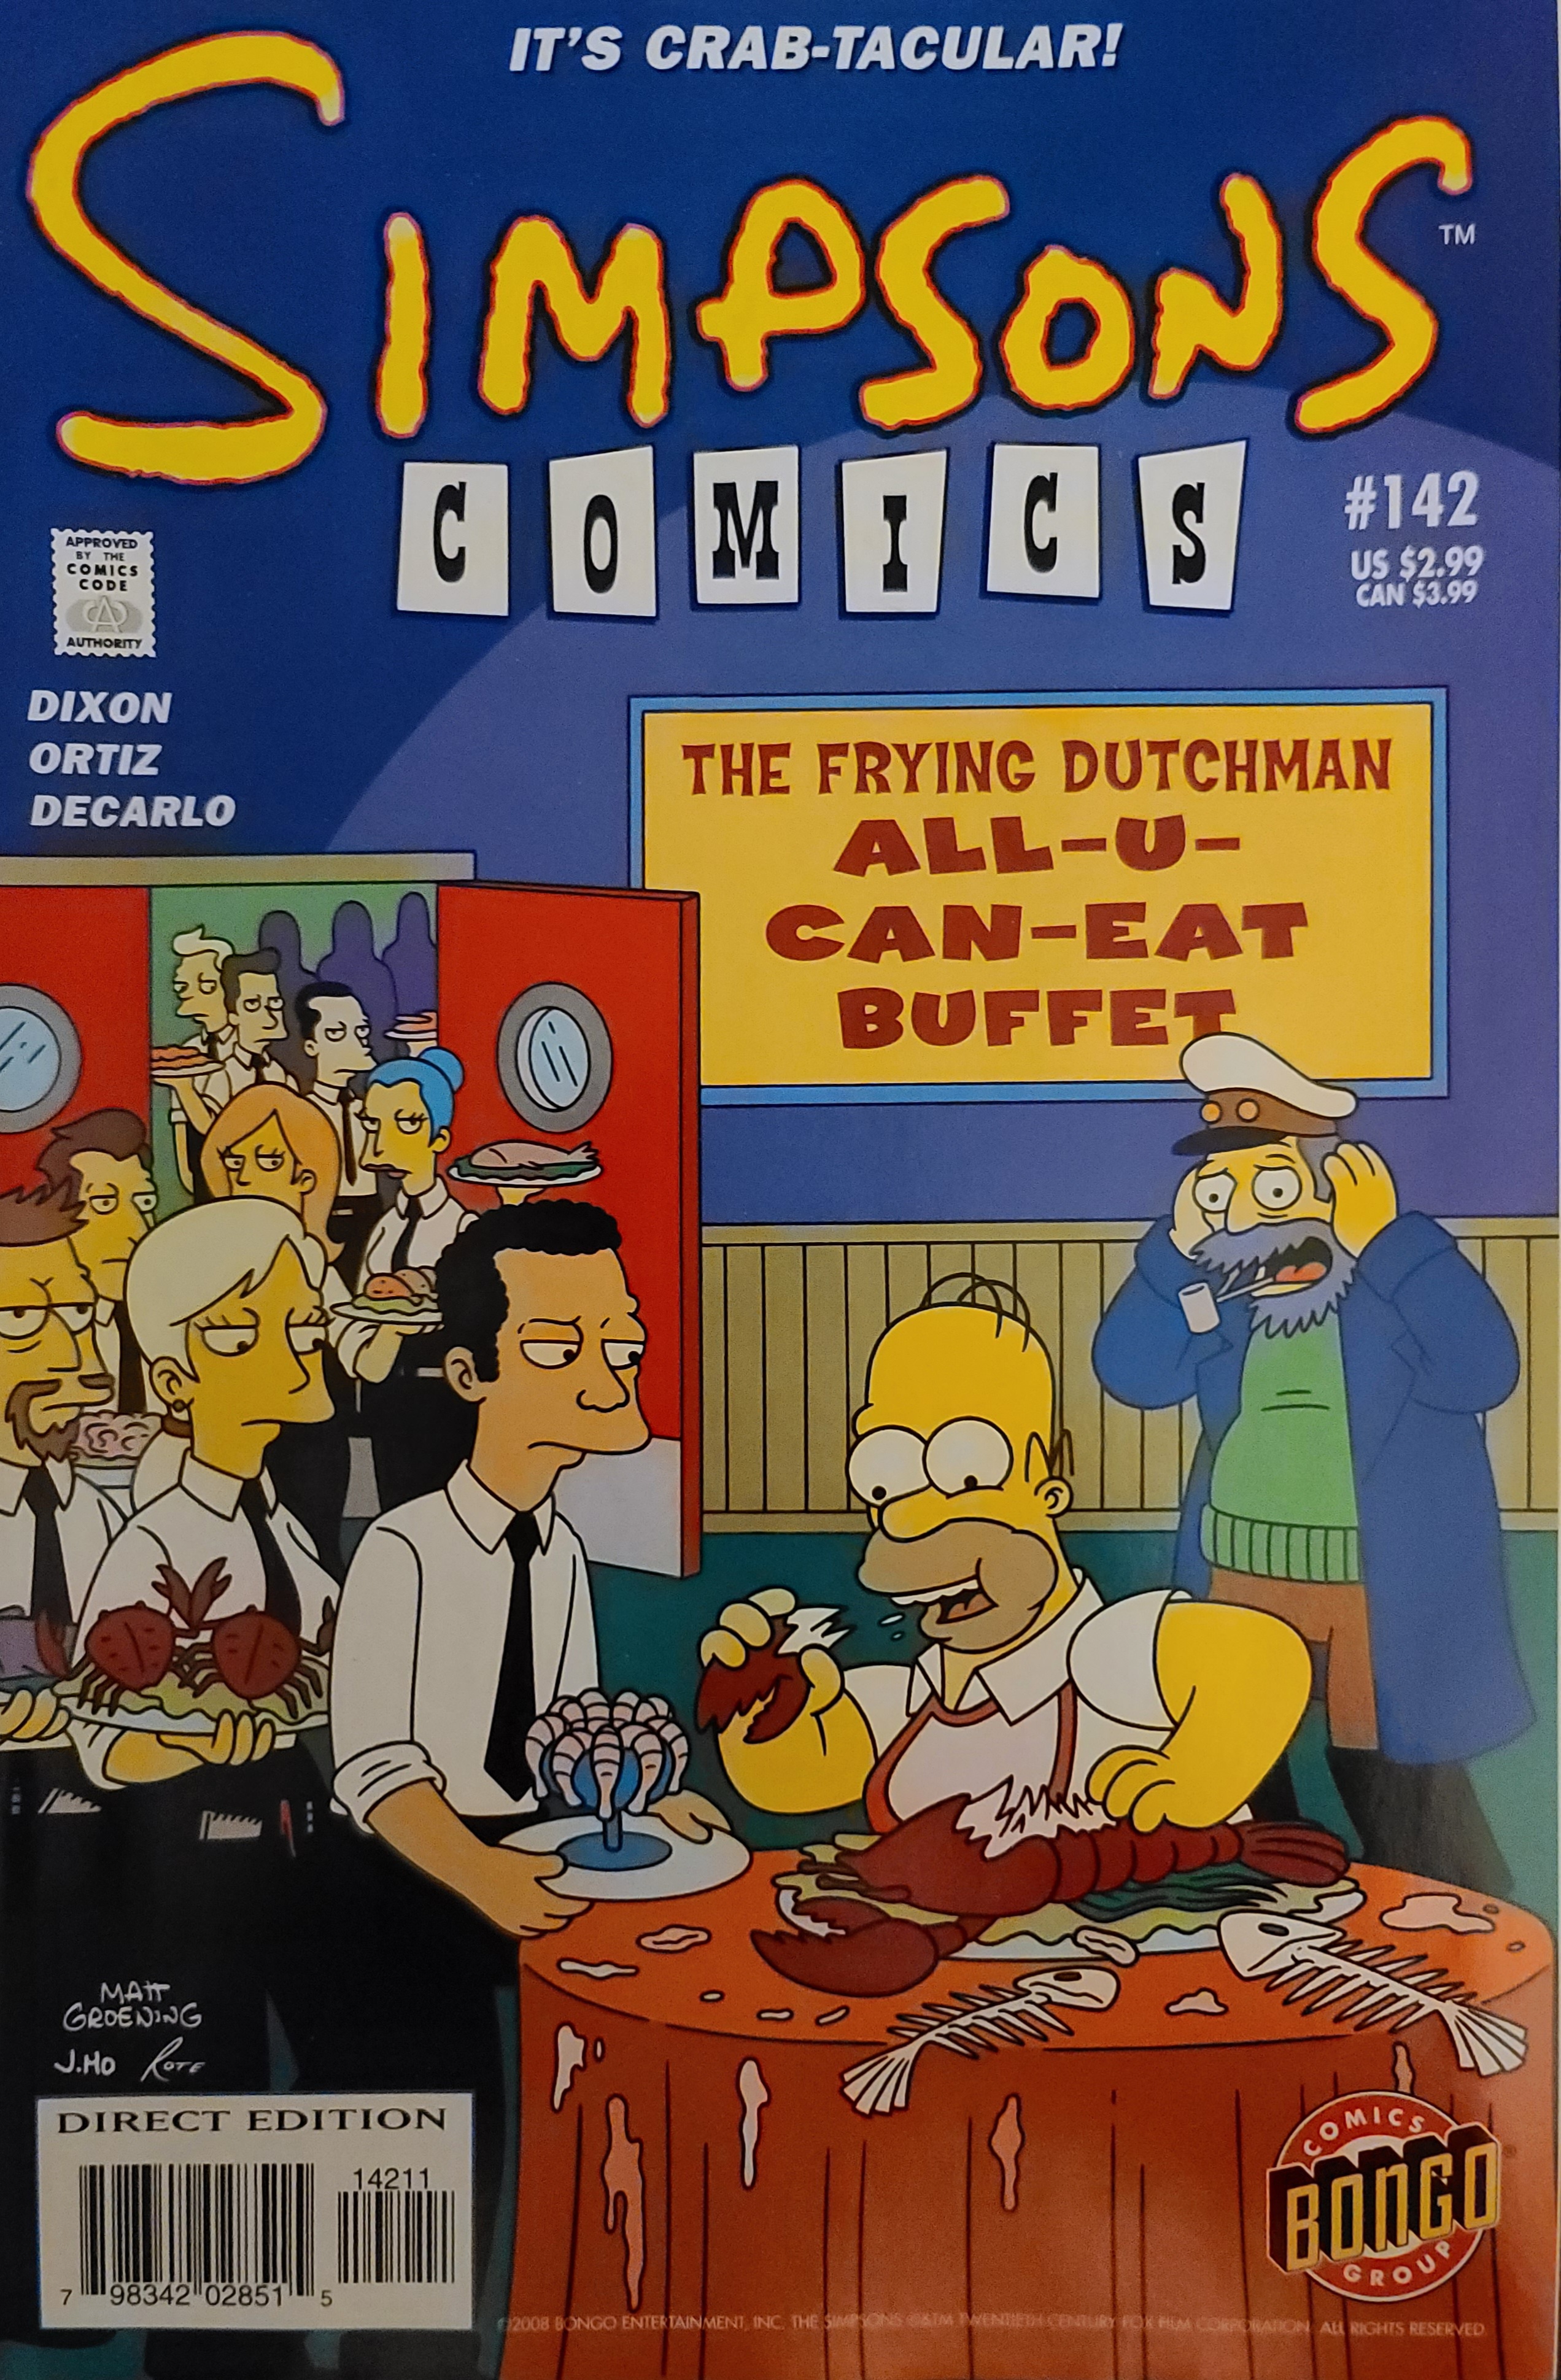 IT'S CRAB-TACULAR!
SIMPSONS
TM
COMICS
#142
US $2.99
CAN $3.99
APPROVED
BY THE
COMICS
CODE
CA
AUTHORITY
DIXON
ORTIZ
DECARLO
THE FRYING DUTCHMAN
ALL-U-
CAN-EAT
BUFFET
MATT
GROENING
J.HO ROTE
DIRECT EDITION
14211
7 98342 02851 5
COMICS
BONGO
GROUP
©2008 BONGO ENTERTAINMENT, INC. THE SIMPSONS ©&TM TWENTIETH CENTURY FOX FILM CORPORATION. ALL RIGHTS RESERVED.